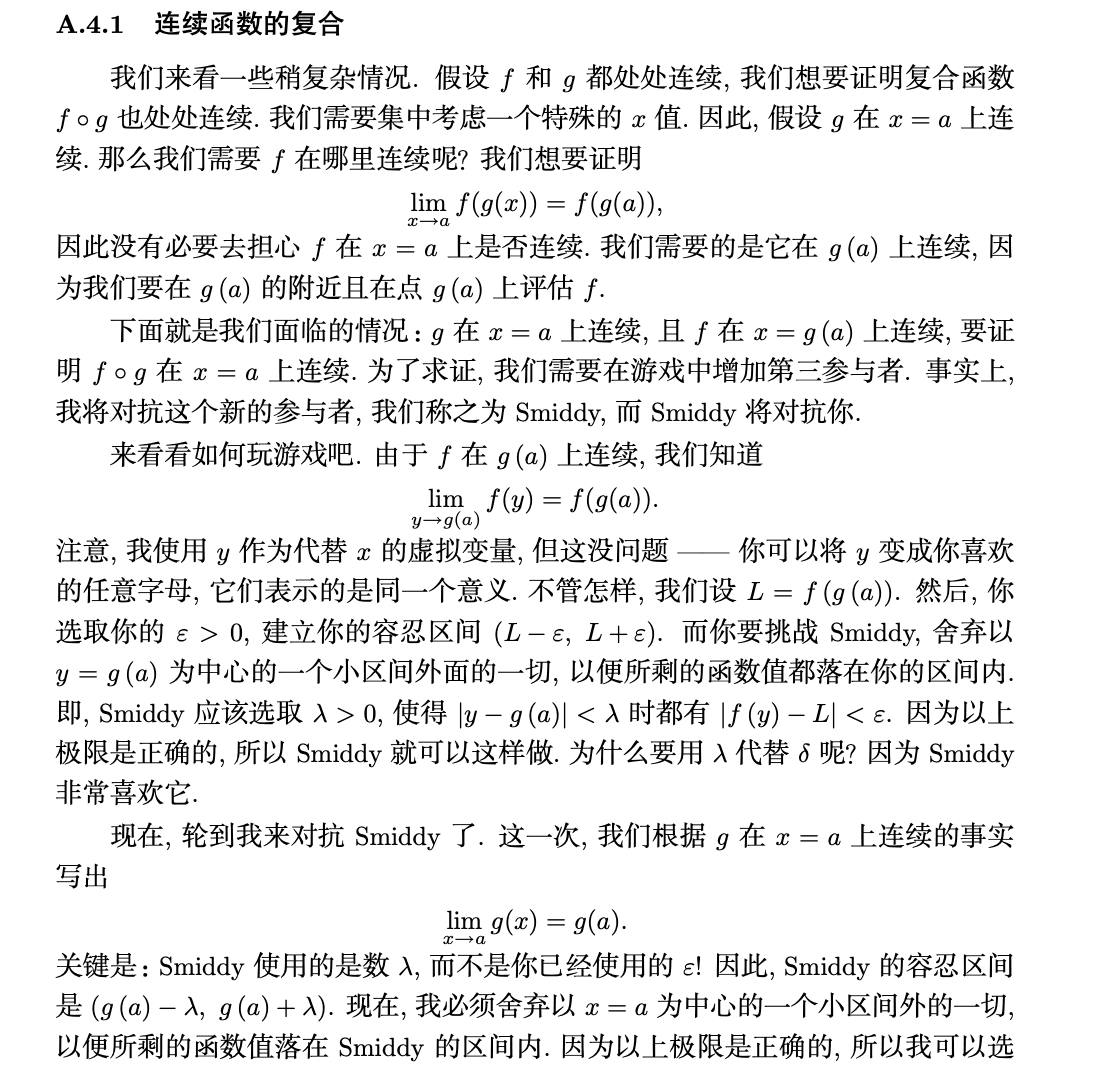 A.4.1 连续函数的复合
我们来看一些稍复杂情况. 假设 f 和 g 都处处连续, 我们想要证明复合函数
f ∘ g 也处处连续. 我们需要集中考虑一个特殊的 x 值. 因此, 假设 g 在 x = a 上连
续. 那么我们需要 f 在哪里连续呢? 我们想要证明
lim f(g(x)) = f(g(a)),
x→a
因此没有必要去担心 f 在 x = a 上是否连续. 我们需要的是它在 g (a) 上连续, 因
为我们要在 g (a) 的附近且在点 g (a) 上评估 f.
下面就是我们面临的情况: g 在 x = a 上连续, 且 f 在 x = g (a) 上连续, 要证
明 f ∘ g 在 x = a 上连续. 为了求证, 我们需要在游戏中增加第三参与者. 事实上,
我将对抗这个新的参与者, 我们称之为 Smiddy, 而 Smiddy 将对抗你.
来看看如何玩游戏吧. 由于 f 在 g (a) 上连续, 我们知道
lim f(y) = f(g(a)).
y→g(a)
注意, 我使用 y 作为代替 x 的虚拟变量, 但这没问题 —— 你可以将 y 变成你喜欢
的任意字母, 它们表示的是同一个意义. 不管怎样, 我们设 L = f (g (a)). 然后, 你
选取你的 ε > 0, 建立你的容忍区间 (L − ε, L + ε). 而你要挑战 Smiddy, 舍弃以
y = g (a) 为中心的一个小区间外面的一切, 以便所剩的函数值都落在你的区间内.
即, Smiddy 应该选取 λ > 0, 使得 |y − g (a)| < λ 时都有 |f (y) − L| < ε. 因为以上
极限是正确的, 所以 Smiddy 就可以这样做. 为什么要用 λ 代替 δ 呢? 因为 Smiddy
非常喜欢它.
现在, 轮到我来对抗 Smiddy 了. 这一次, 我们根据 g 在 x = a 上连续的事实
写出
lim g(x) = g(a).
x→a
关键是: Smiddy 使用的是数 λ, 而不是你已经使用的 ε! 因此, Smiddy 的容忍区间
是 (g (a) − λ, g (a) + λ). 现在, 我必须舍弃以 x = a 为中心的一个小区间外的一切,
以便所剩的函数值落在 Smiddy 的区间内. 因为以上极限是正确的, 所以我可以选